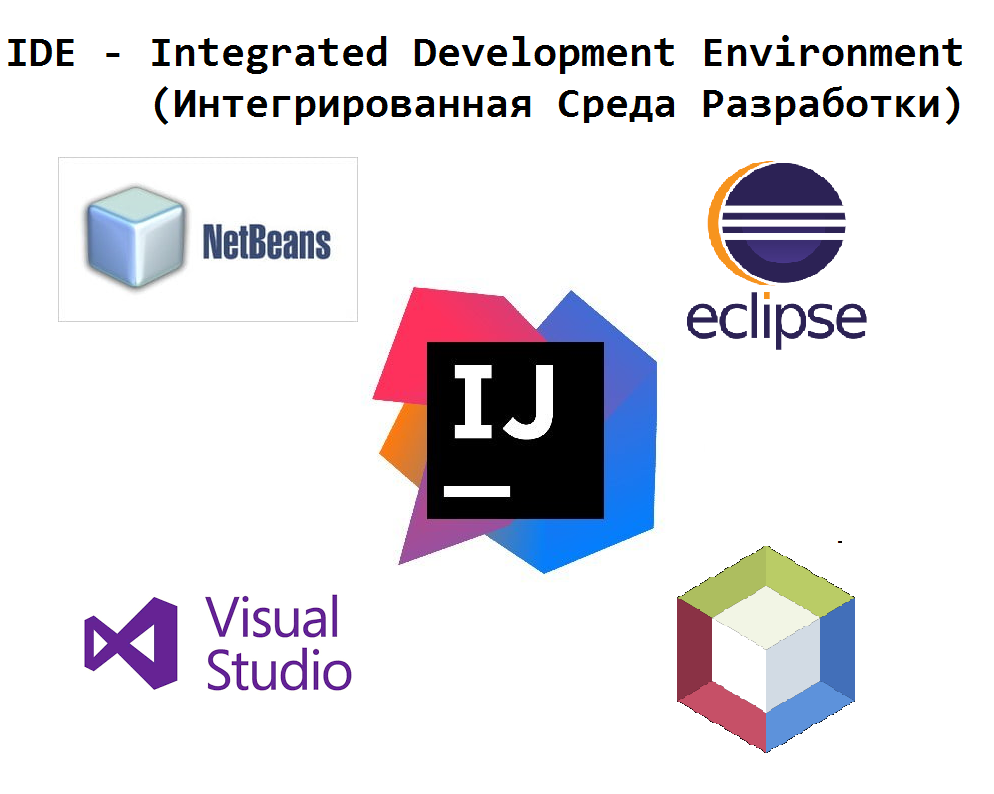 IDE - Integrated Development Environment
(Интегрированная Среда Разработки)
NetBeans
eclipse
IJ
Visual
Studio